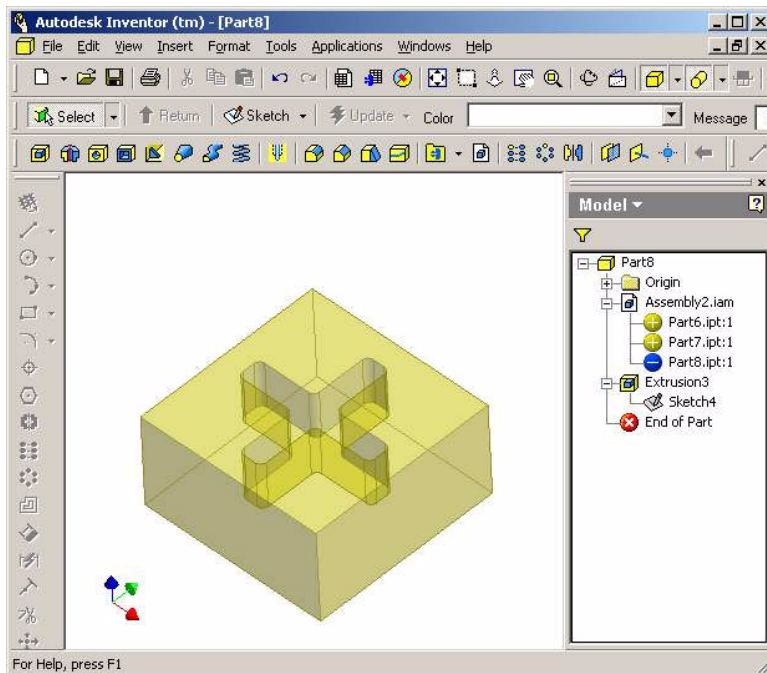 Autodesk Inventor (tm) - [Part8]
File Edit View Insert Format Tools Applications Windows Help
Select Return Sketch Update Color Message
Model
Part8
Origin
Assembly2.iam
Part6.ipt:1
Part7.ipt:1
Part8.ipt:1
Extrusion3
Sketch4
End of Part
For Help, press F1